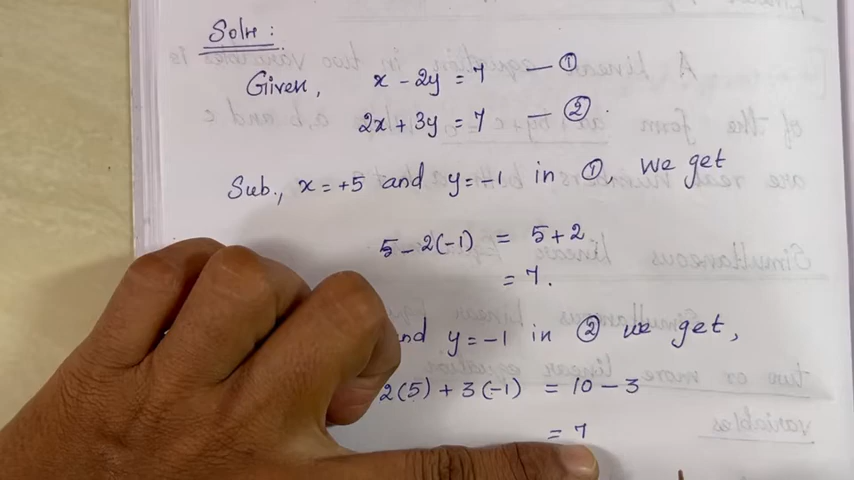 Soln:
Given, x - 2y = 7 — ①
2x + 3y = 7 — ②.
Sub., x = +5 and y = -1 in ①, we get
5 - 2(-1) = 5 + 2
= 7.
and y = -1 in ② we get,
2(5) + 3(-1) = 10 - 3
= 7